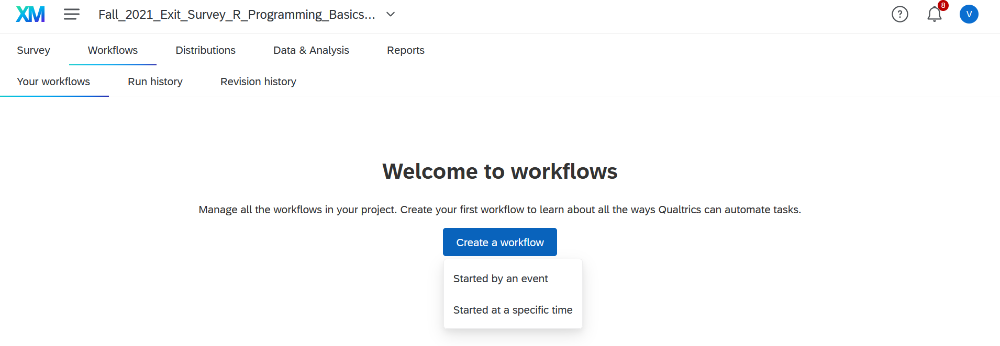 XM Fall_2021_Exit_Survey_R_Programming_Basics... ? 8 V
Survey Workflows Distributions Data & Analysis Reports
Your workflows Run history Revision history
Welcome to workflows
Manage all the workflows in your project. Create your first workflow to learn about all the ways Qualtrics can automate tasks.
Create a workflow
Started by an event
Started at a specific time